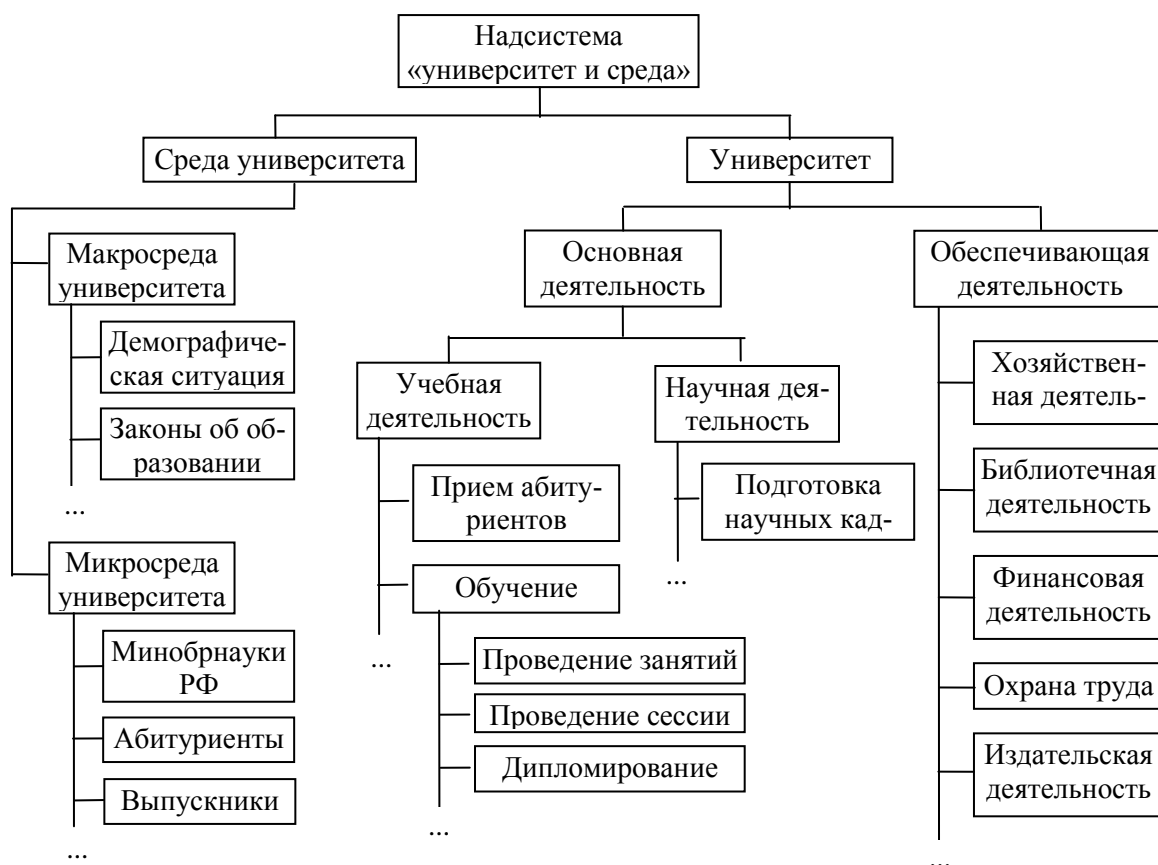 Надсистема
«университет и среда»
Среда университета
Университет
Макросреда
университета
Демографиче-
ская ситуация
Законы об об-
разовании
...
Микросреда
университета
Минобрнауки
РФ
Абитуриенты
Выпускники
...
Основная
деятельность
Учебная
деятельность
Прием абиту-
риентов
Обучение
...
Проведение занятий
Проведение сессии
Дипломирование
...
Научная дея-
тельность
Подготовка
научных кад-
...
Обеспечивающая
деятельность
Хозяйствен-
ная деятель-
Библиотечная
деятельность
Финансовая
деятельность
Охрана труда
Издательская
деятельность
...